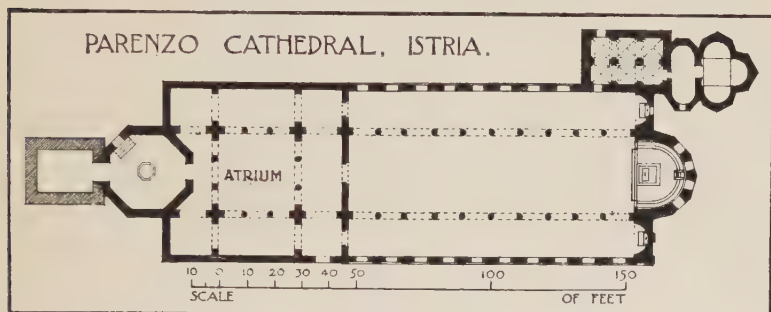 PARENZO CATHEDRAL, ISTRIA.
ATRIUM
10 0 10 20 30 40 50 100 150
SCALE OF FEET